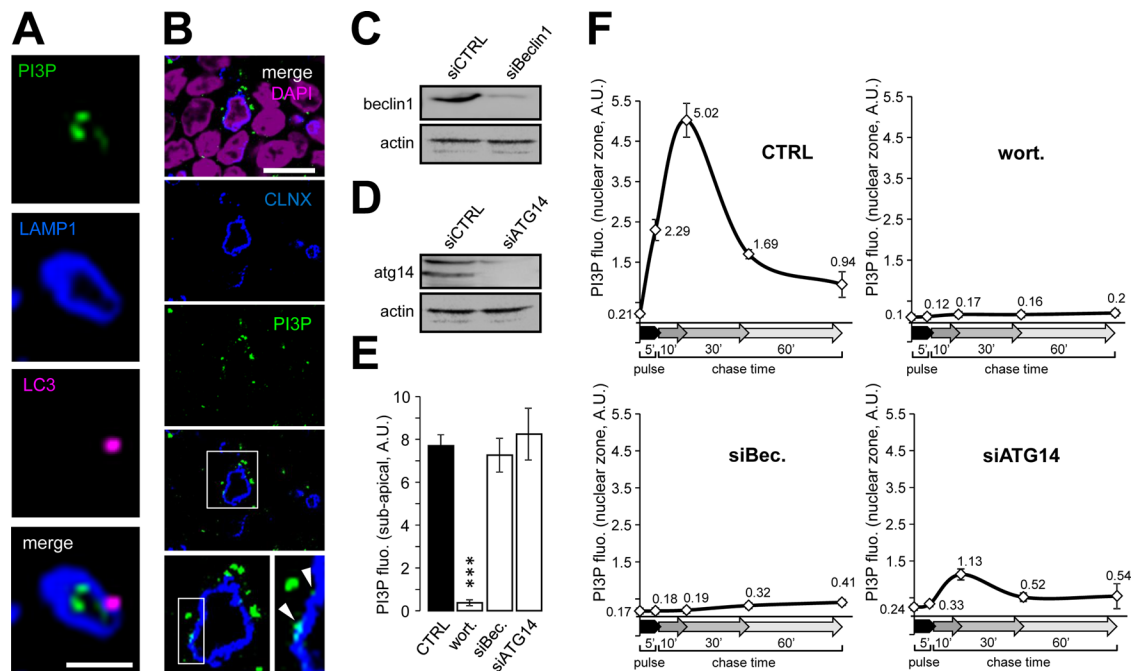 A
PI3P
LAMP1
LC3
merge
B
merge
DAPI
CLNX
PI3P
C
siCTRL
siBeclin1
beclin1
actin
D
siCTRL
siATG14
atg14
actin
E
PI3P fluo. (sub-apical, A.U.)
10
8
6
4
2
0
***
CTRL
wort.
siBec.
siATG14
F
PI3P fluo. (nuclear zone, A.U.)
5.5
4.5
3.5
2.5
1.5
CTRL
0.21
2.29
5.02
1.69
0.94
5' 10' 30' 60'
pulse chase time
PI3P fluo. (nuclear zone, A.U.)
5.5
4.5
3.5
2.5
1.5
wort.
0.1
0.12
0.17
0.16
0.2
5' 10' 30' 60'
pulse chase time
PI3P fluo. (nuclear zone, A.U.)
5.5
4.5
3.5
2.5
1.5
siBec.
0.17
0.18
0.19
0.32
0.41
5' 10' 30' 60'
pulse chase time
PI3P fluo. (nuclear zone, A.U.)
5.5
4.5
3.5
2.5
1.5
siATG14
0.24
0.33
1.13
0.52
0.54
5' 10' 30' 60'
pulse chase time